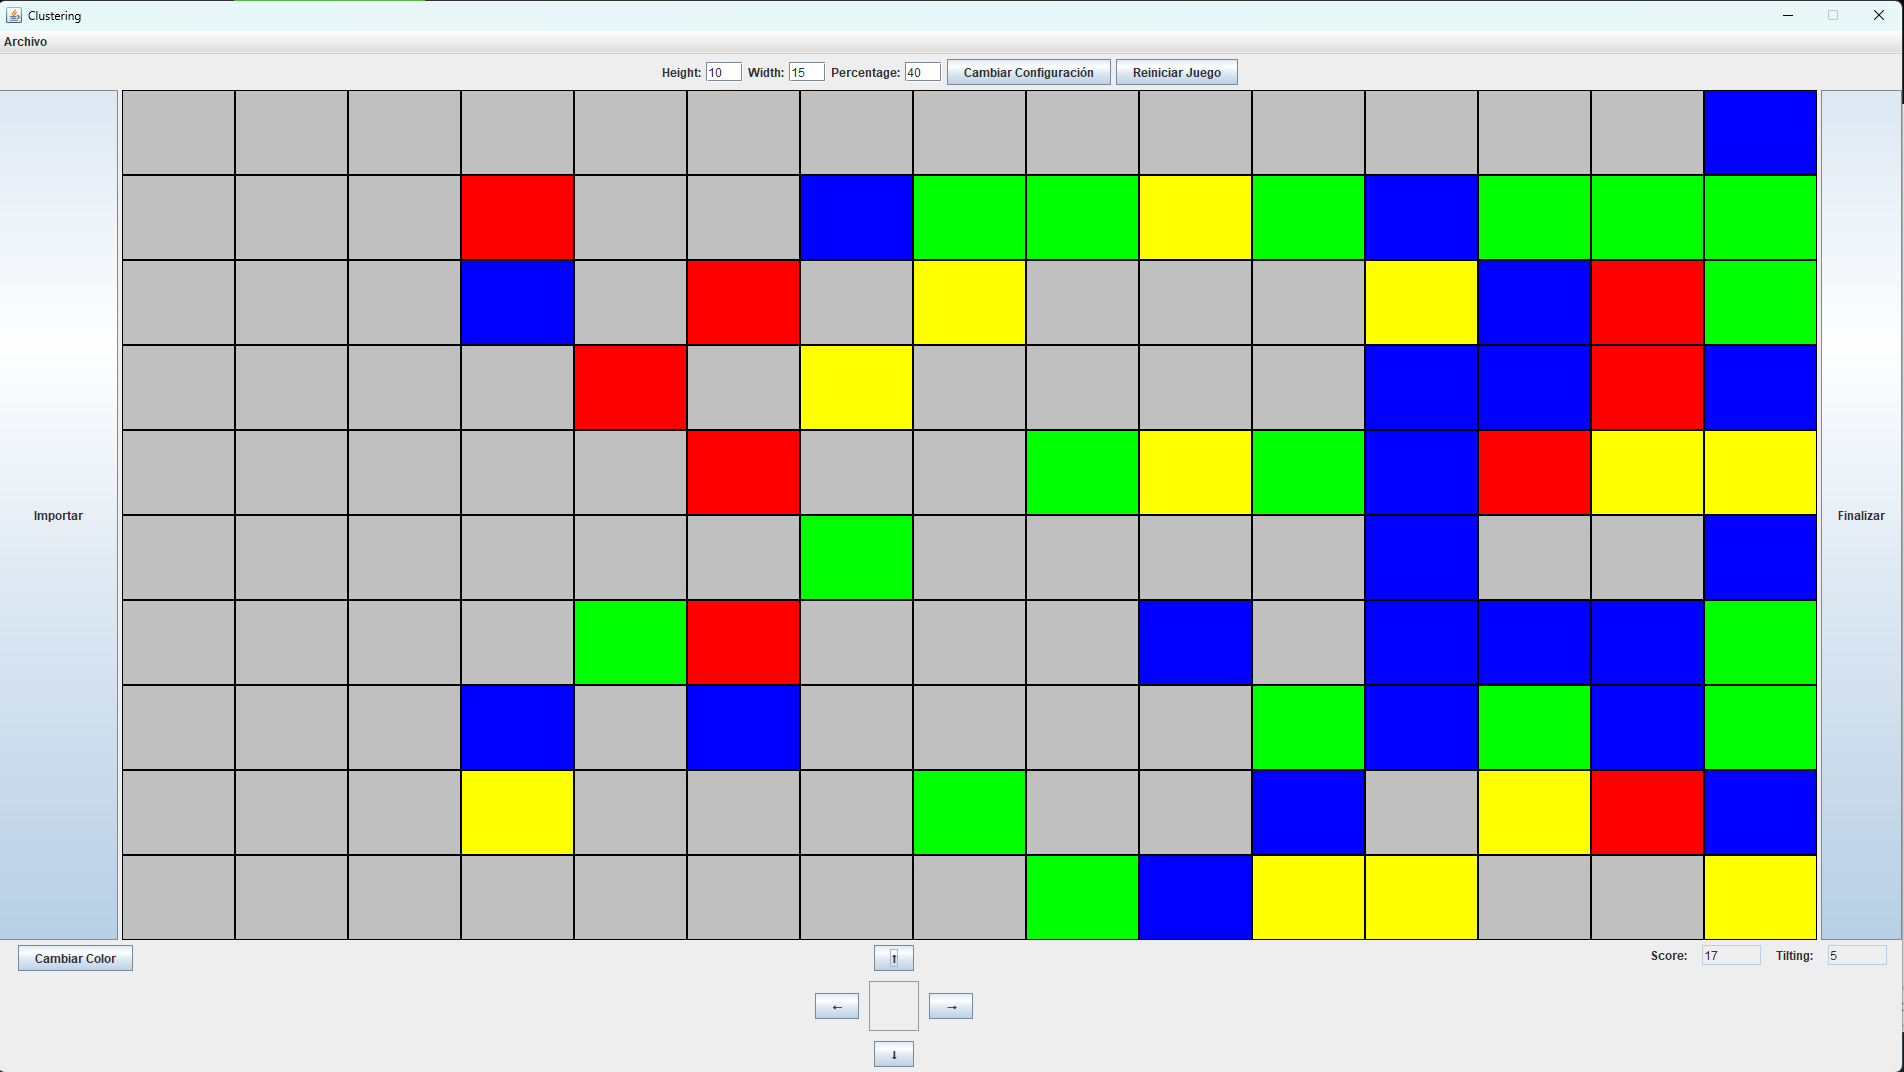 Clustering
Archivo
Height: 10 Width: 15 Percentage: 40 Cambiar Configuración Reiniciar Juego
Importar
Finalizar
Cambiar Color
↑
Score: 17 Tilting: 5
← →
↓